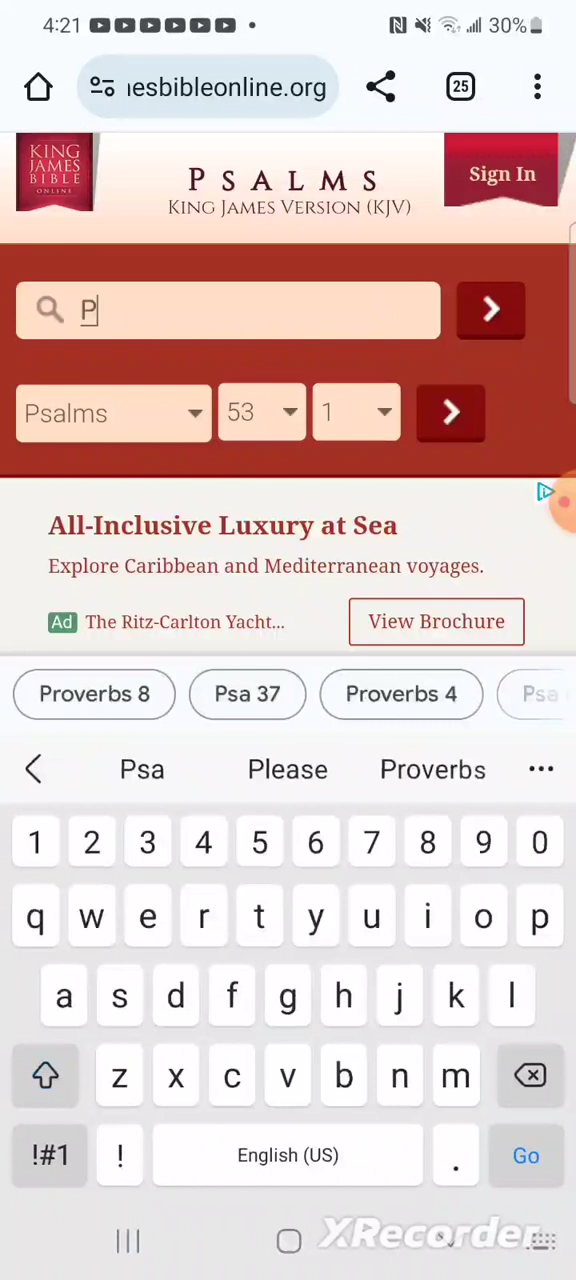 4:21
30%
ıesbibleonline.org
25
KING
JAMES
BIBLE
ONLINE
PSALMS
KING JAMES VERSION (KJV)
Sign In
P
Psalms 53 1
All-Inclusive Luxury at Sea
Explore Caribbean and Mediterranean voyages.
Ad The Ritz-Carlton Yacht...
View Brochure
Proverbs 8 Psa 37 Proverbs 4 Psa
Psa Please Proverbs
1 2 3 4 5 6 7 8 9 0
q w e r t y u i o p
a s d f g h j k l
z x c v b n m
!#1 ! English (US) . Go
XRecorder